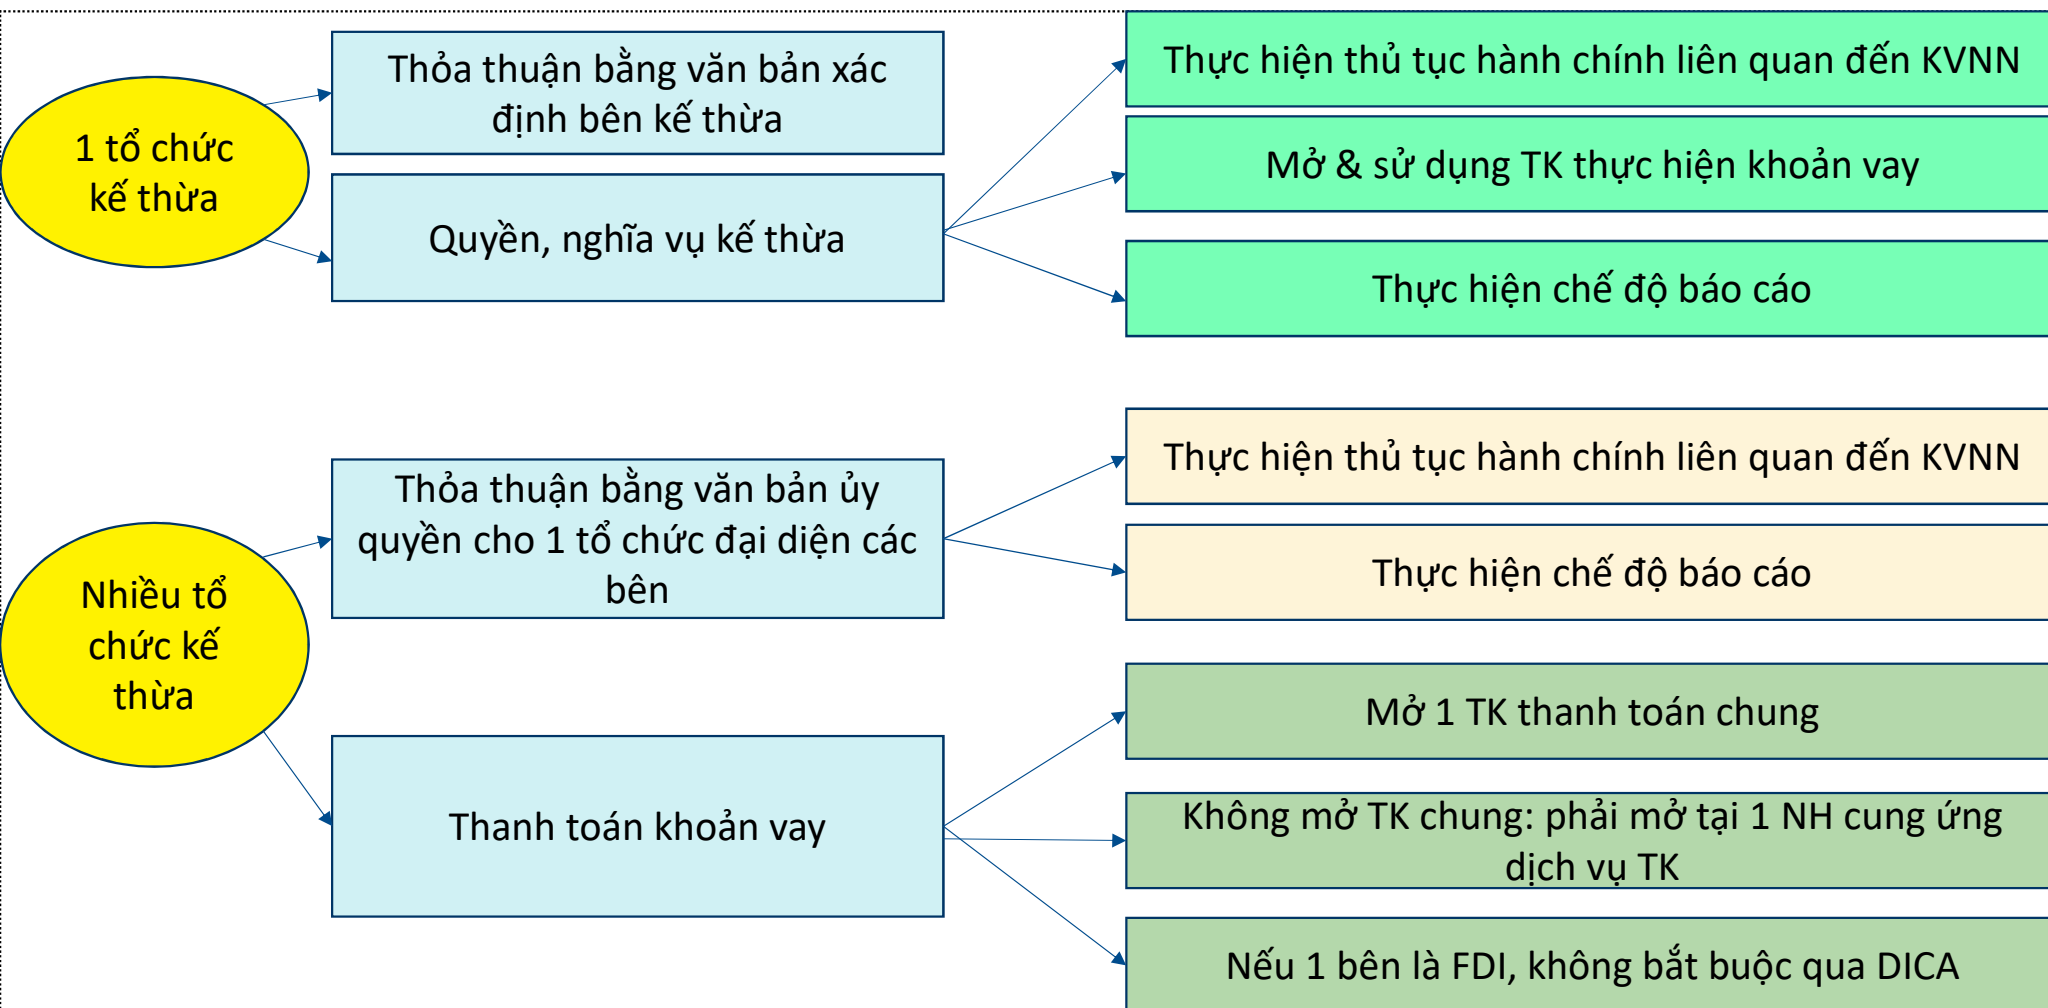 1 tổ chức
kế thừa
Thỏa thuận bằng văn bản xác
định bên kế thừa
Quyền, nghĩa vụ kế thừa
Thực hiện thủ tục hành chính liên quan đến KVNN
Mở & sử dụng TK thực hiện khoản vay
Thực hiện chế độ báo cáo
Nhiều tổ
chức kế
thừa
Thỏa thuận bằng văn bản ủy
quyền cho 1 tổ chức đại diện các
bên
Thực hiện thủ tục hành chính liên quan đến KVNN
Thực hiện chế độ báo cáo
Thanh toán khoản vay
Mở 1 TK thanh toán chung
Không mở TK chung: phải mở tại 1 NH cung ứng
dịch vụ TK
Nếu 1 bên là FDI, không bắt buộc qua DICA